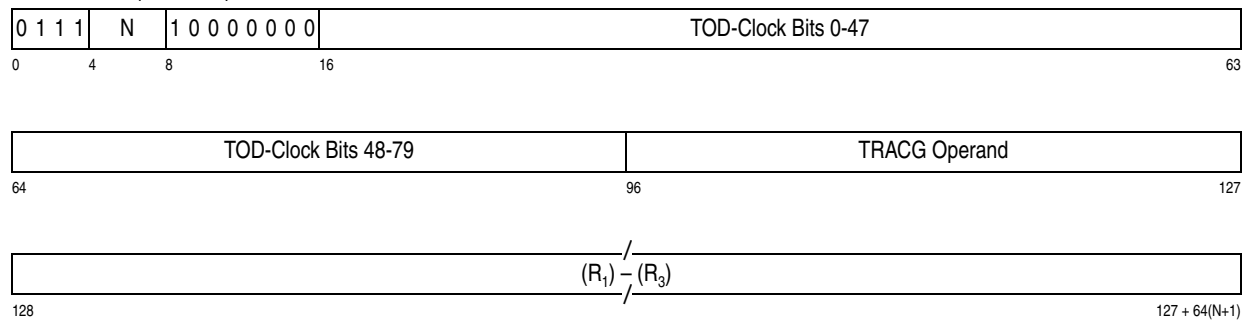 0 1 1 1 N 1 0 0 0 0 0 0 0 TOD-Clock Bits 0-47
0 4 8 16 63
TOD-Clock Bits 48-79 TRACG Operand
64 96 127
(R₁) – (R₃)
128 127 + 64(N+1)